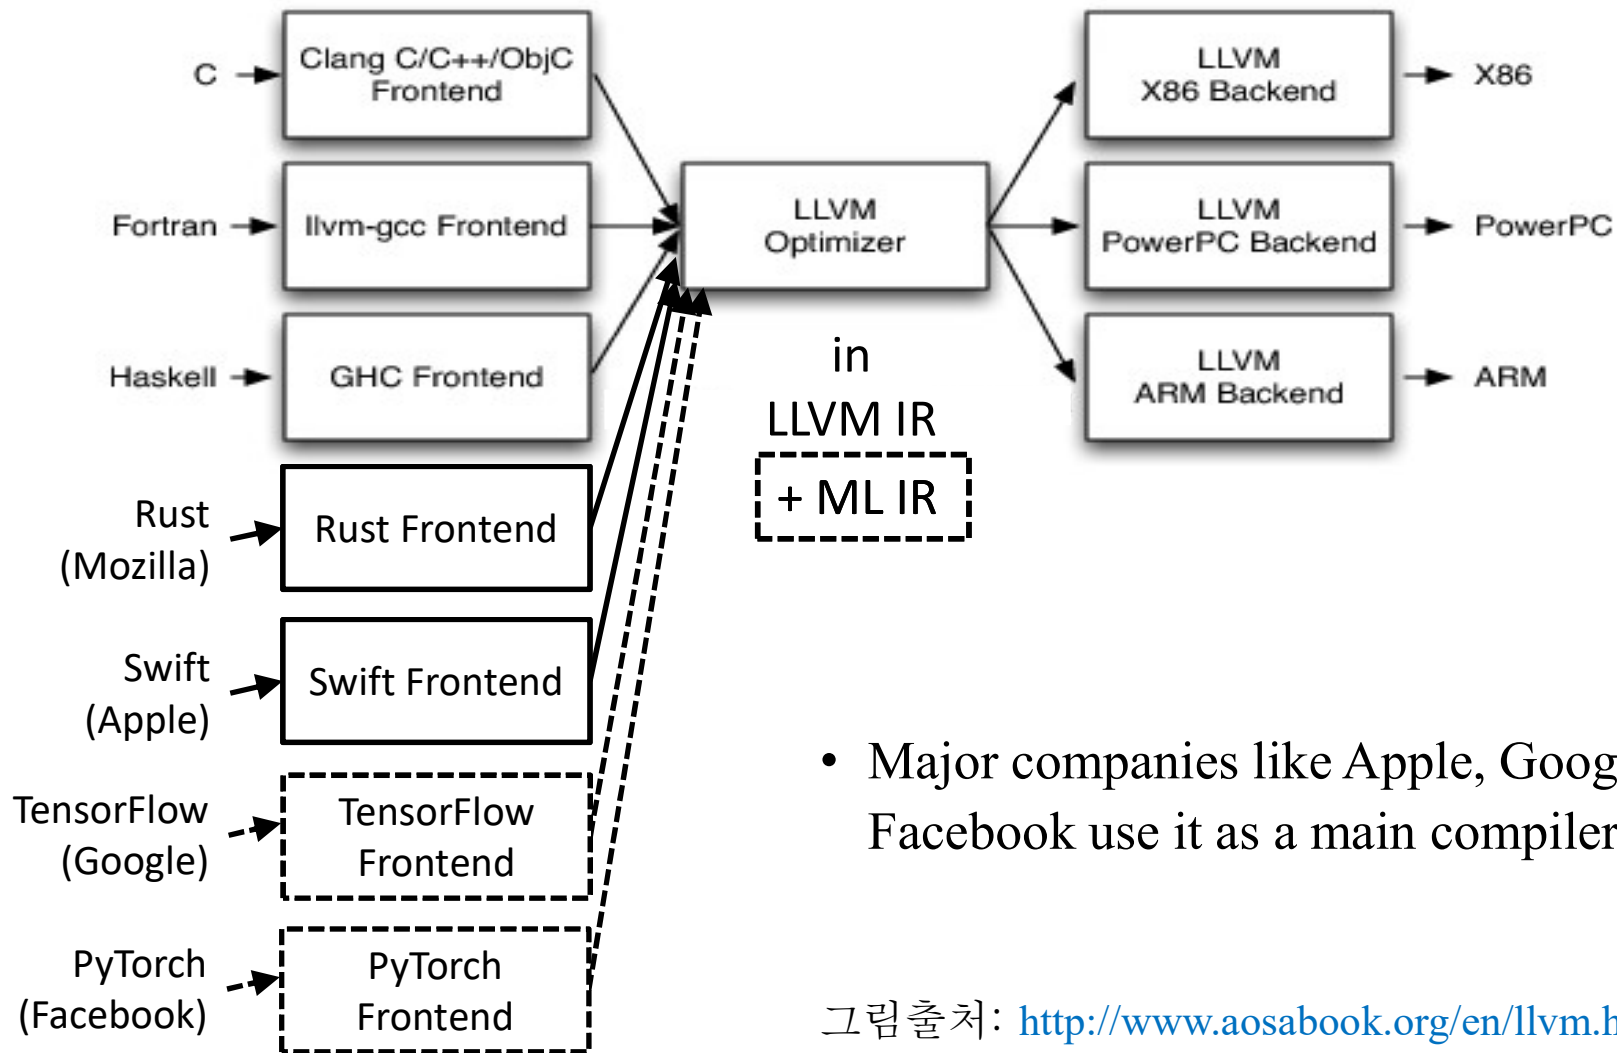 C
Clang C/C++/ObjC
Frontend
LLVM
X86 Backend
X86
Fortran
llvm-gcc Frontend
LLVM
Optimizer
LLVM
PowerPC Backend
PowerPC
Haskell
GHC Frontend
LLVM
ARM Backend
ARM
in
LLVM IR
+ ML IR
Rust
(Mozilla)
Rust Frontend
Swift
(Apple)
Swift Frontend
TensorFlow
(Google)
TensorFlow
Frontend
PyTorch
(Facebook)
PyTorch
Frontend
• Major companies like Apple, Goog
Facebook use it as a main compiler
그림출처: http://www.aosabook.org/en/llvm.h